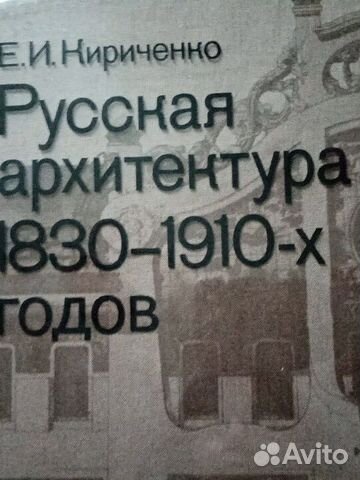 Е.И.Кириченко
Русская
архитектура
1830-1910-х
годов
Avito